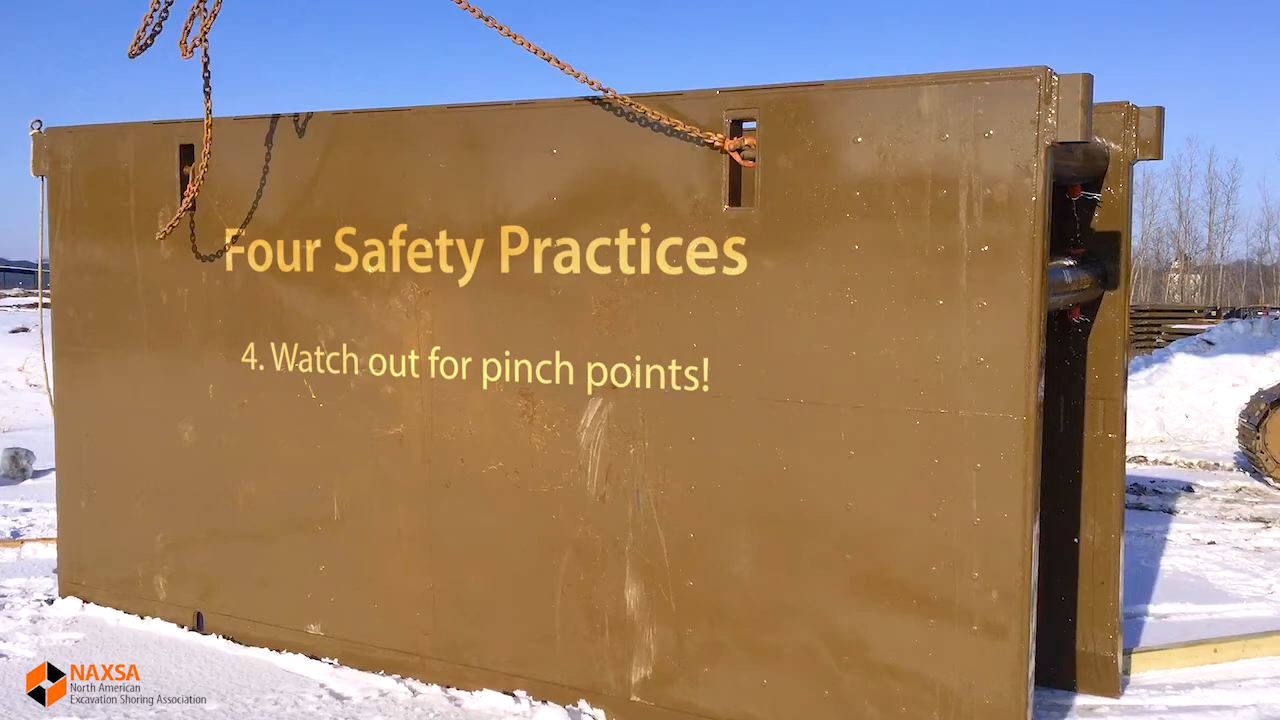 Four Safety Practices
4. Watch out for pinch points!
NAXSA
North American
Excavation Shoring Association